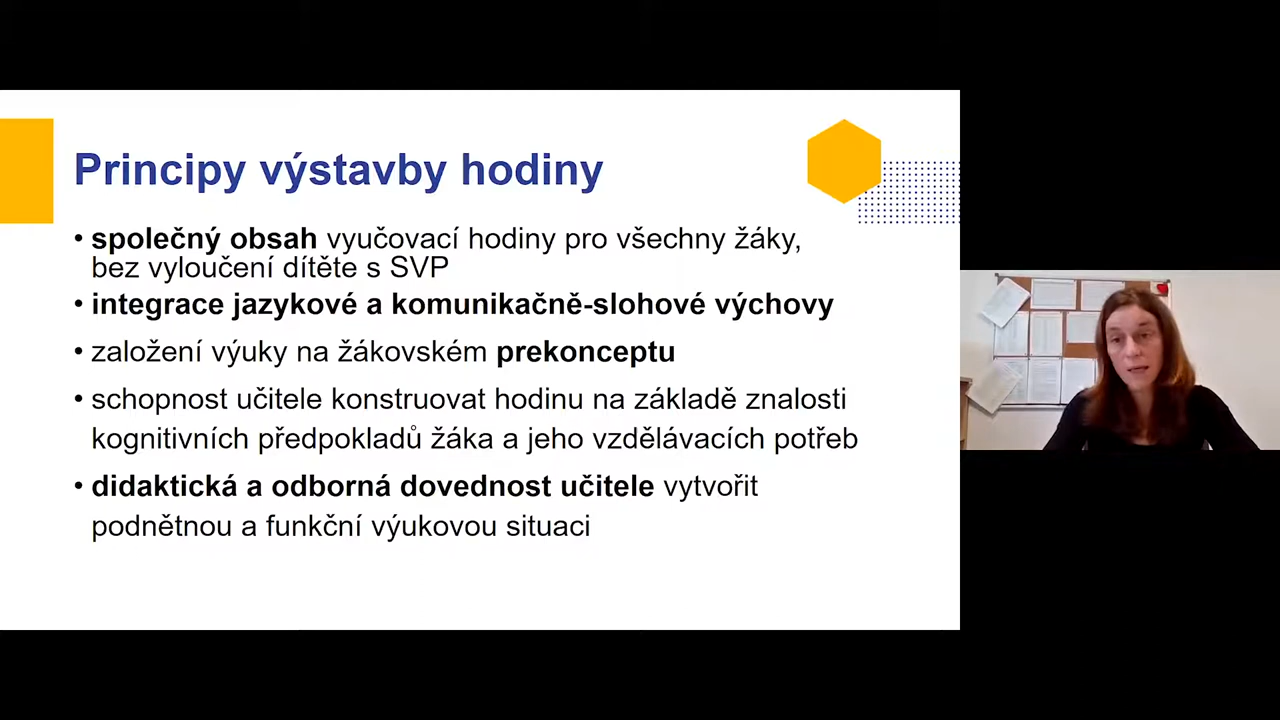 Principy výstavby hodiny
• společný obsah vyučovací hodiny pro všechny žáky,
bez vyloučení dítěte s SVP
• integrace jazykové a komunikačně-slohové výchovy
• založení výuky na žákovském prekonceptu
• schopnost učitele konstruovat hodinu na základě znalosti
kognitivních předpokladů žáka a jeho vzdělávacích potřeb
• didaktická a odborná dovednost učitele vytvořit
podnětnou a funkční výukovou situaci